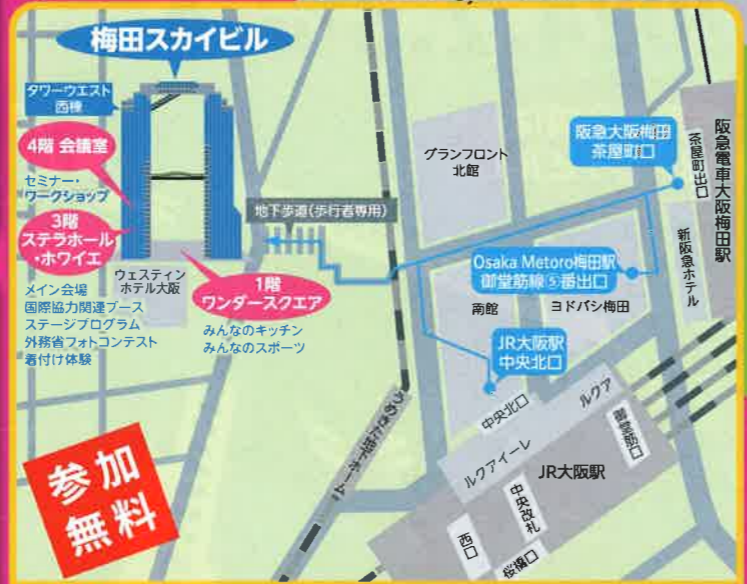 梅田スカイビル
タワーウエスト
西棟
4階 会議室
セミナー・
ワークショップ
3階
ステラホール
・ホワイエ
メイン会場
国際協力関連ブース
ステージプログラム
外務省フォトコンテスト
着付け体験
ウェスティン
ホテル大阪
1階
ワンダースクエア
みんなのキッチン
みんなのスポーツ
地下歩道(歩行者専用)
グランフロント
北館
阪急大阪梅田
茶屋町口
茶屋町出口
阪急電車大阪梅田駅
新阪急ホテル
Osaka Metoro梅田駅
御堂筋線⑤番出口
南館
ヨドバシ梅田
JR大阪駅
中央北口
うめきた地下ホーム
中央北口
ルクア
ルクアイーレ
御堂筋口
JR大阪駅
中央改札
西口
桜橋口
参加
無料